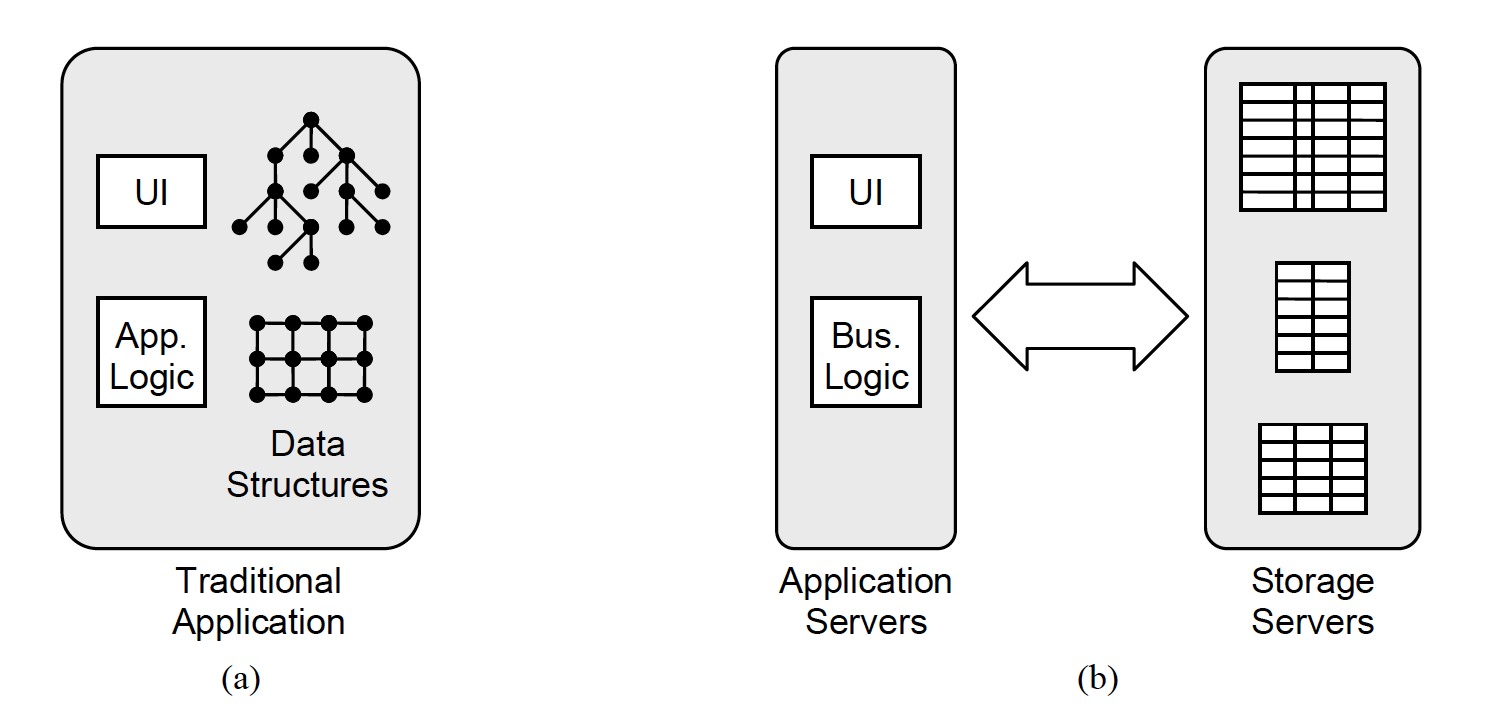 UI
App.
Logic
Data
Structures
Traditional
Application
(a)
UI
Bus.
Logic
Application
Servers
Storage
Servers
(b)